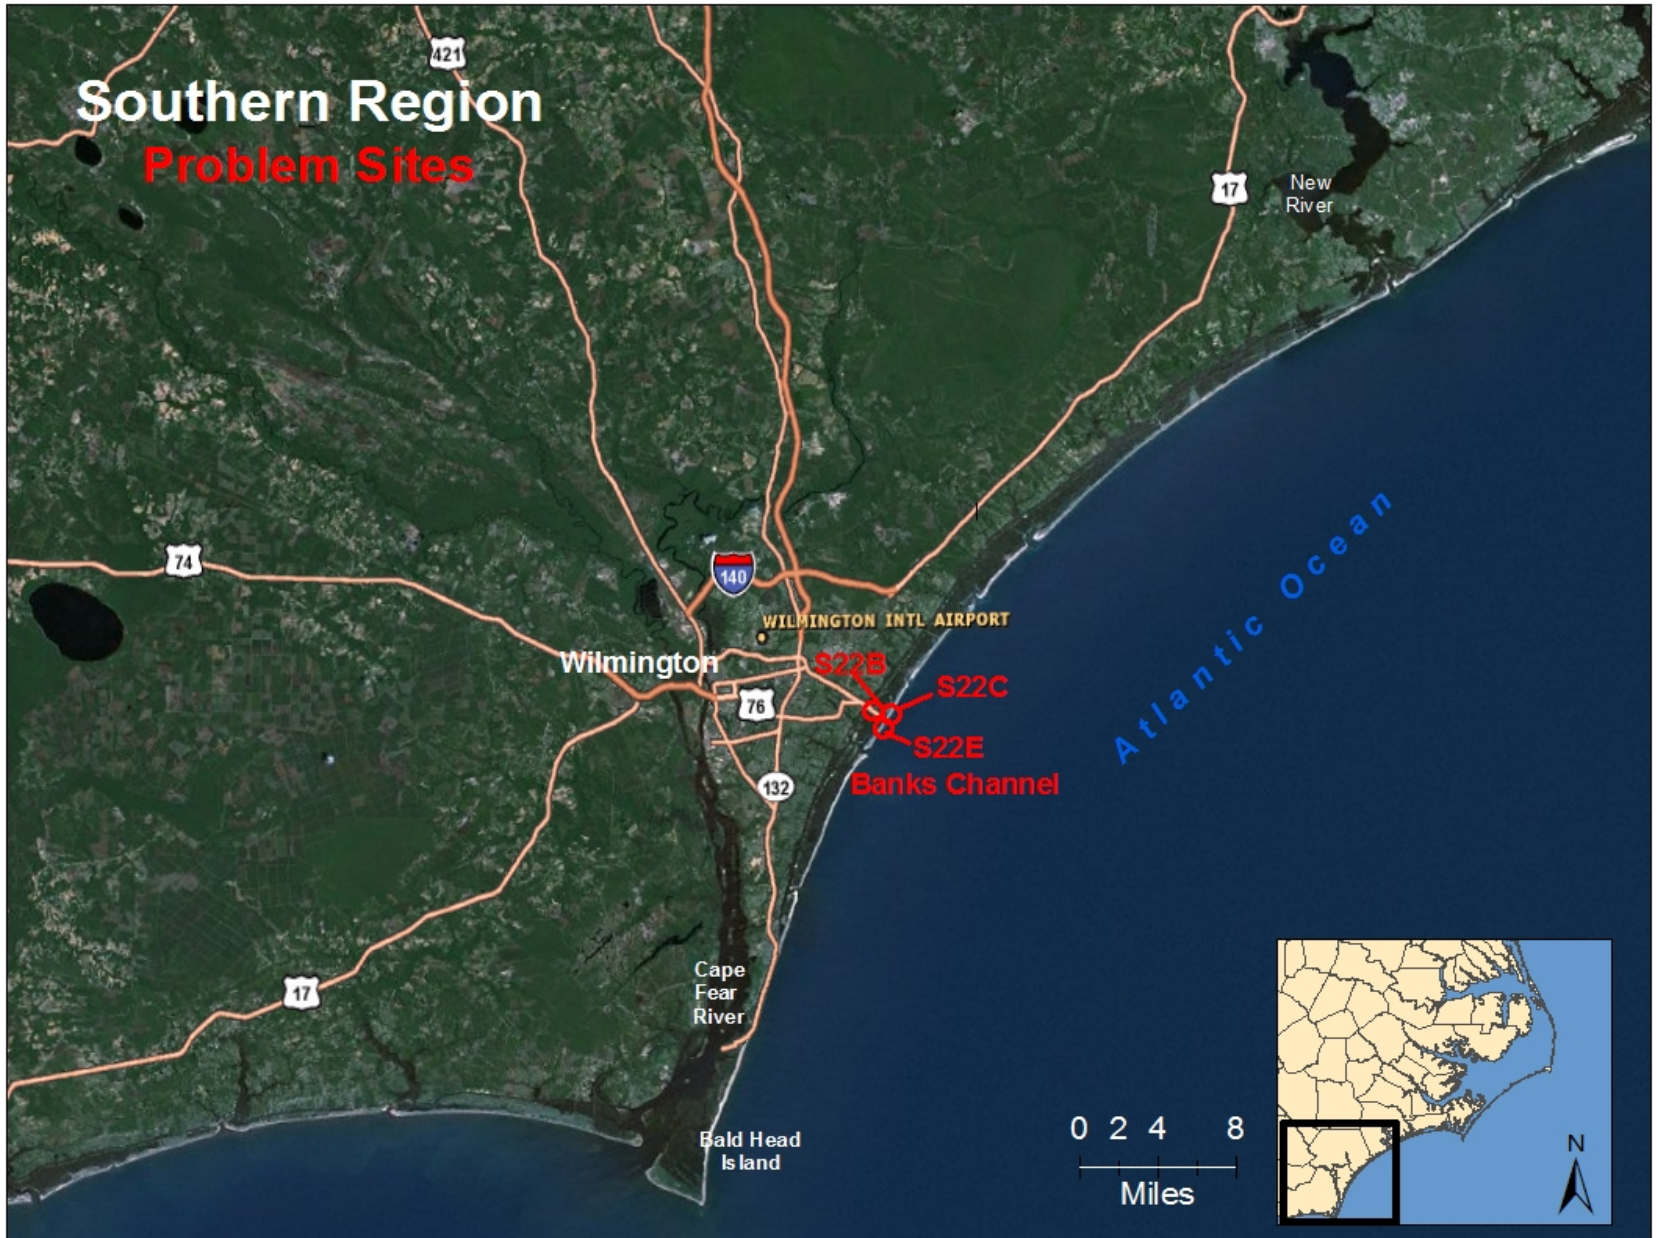 421
Southern Region
Problem Sites
17
New
River
Atlantic Ocean
74
140
WILMINGTON INTL AIRPORT
Wilmington
S22B
S22C
76
S22E
Banks Channel
132
Cape
Fear
River
17
Bald Head
Island
0 2 4 8
Miles
N